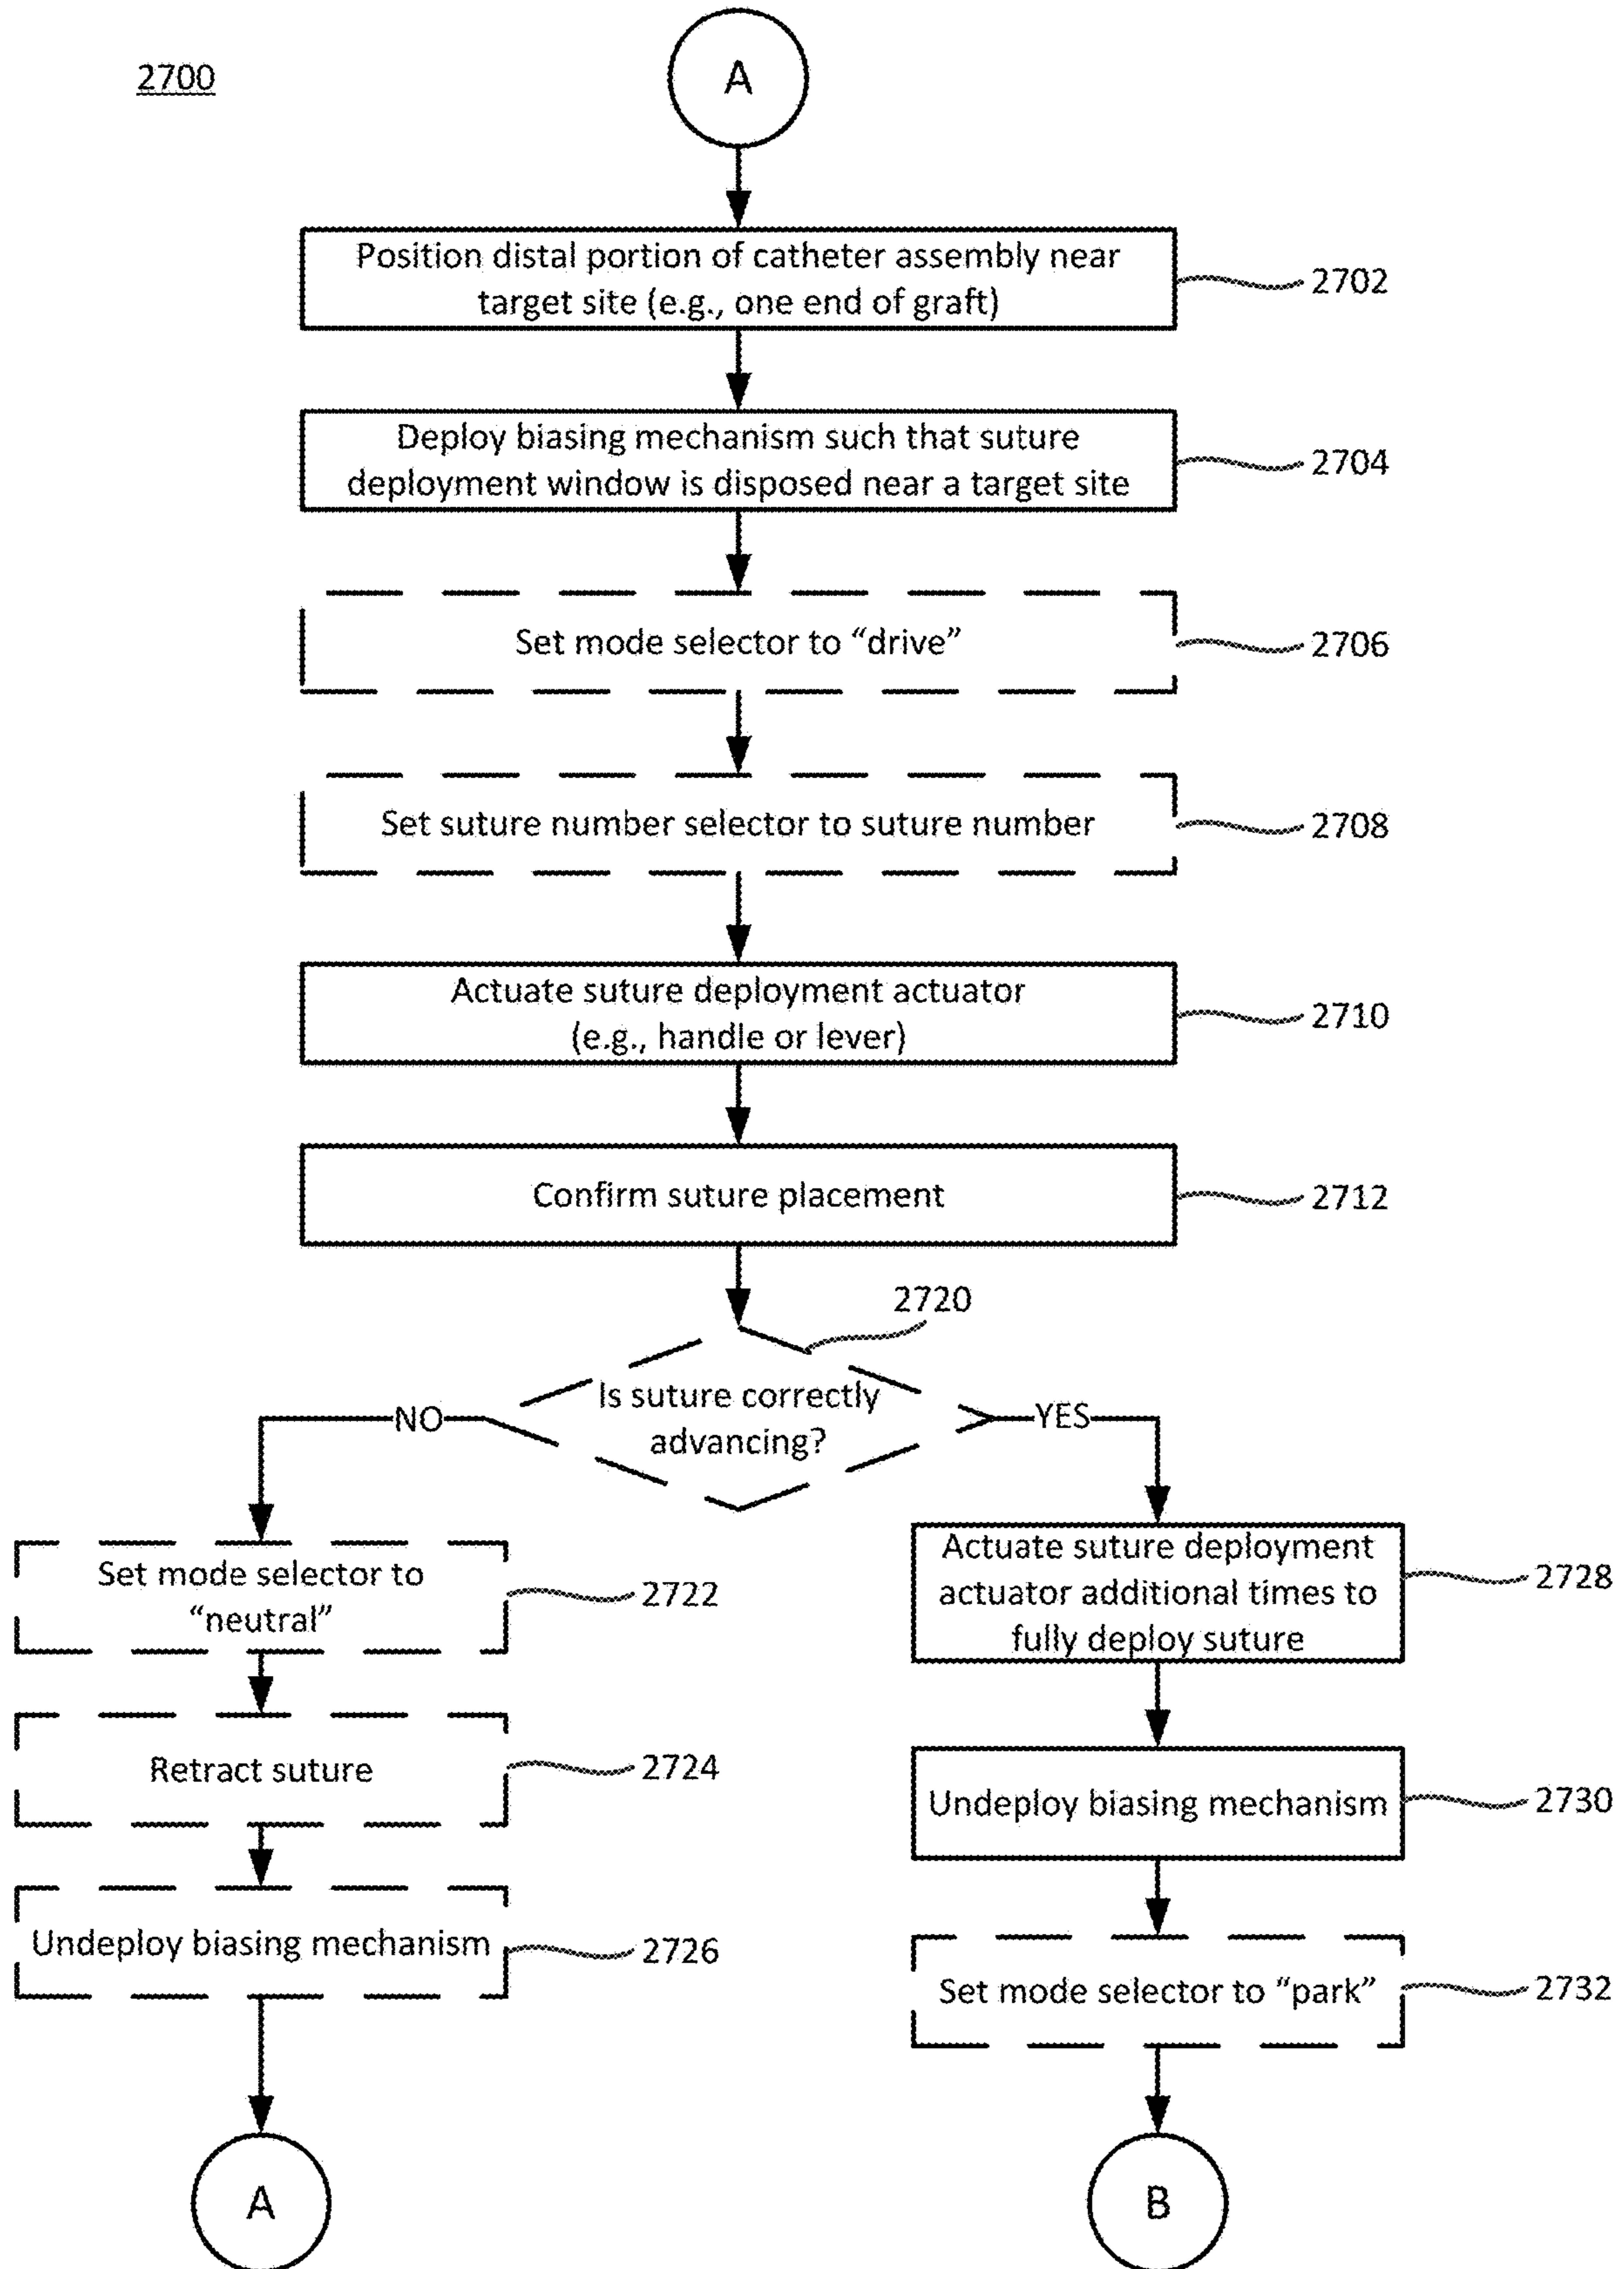 2700
A
Position distal portion of catheter assembly near
target site (e.g., one end of graft)
2702
Deploy biasing mechanism such that suture
deployment window is disposed near a target site
2704
Set mode selector to “drive”
2706
Set suture number selector to suture number
2708
Actuate suture deployment actuator
(e.g., handle or lever)
2710
Confirm suture placement
2712
2720
Is suture correctly
advancing?
NO
YES
Set mode selector to
“neutral”
2722
Retract suture
2724
Undeploy biasing mechanism
2726
A
Actuate suture deployment
actuator additional times to
fully deploy suture
2728
Undeploy biasing mechanism
2730
Set mode selector to “park”
2732
B